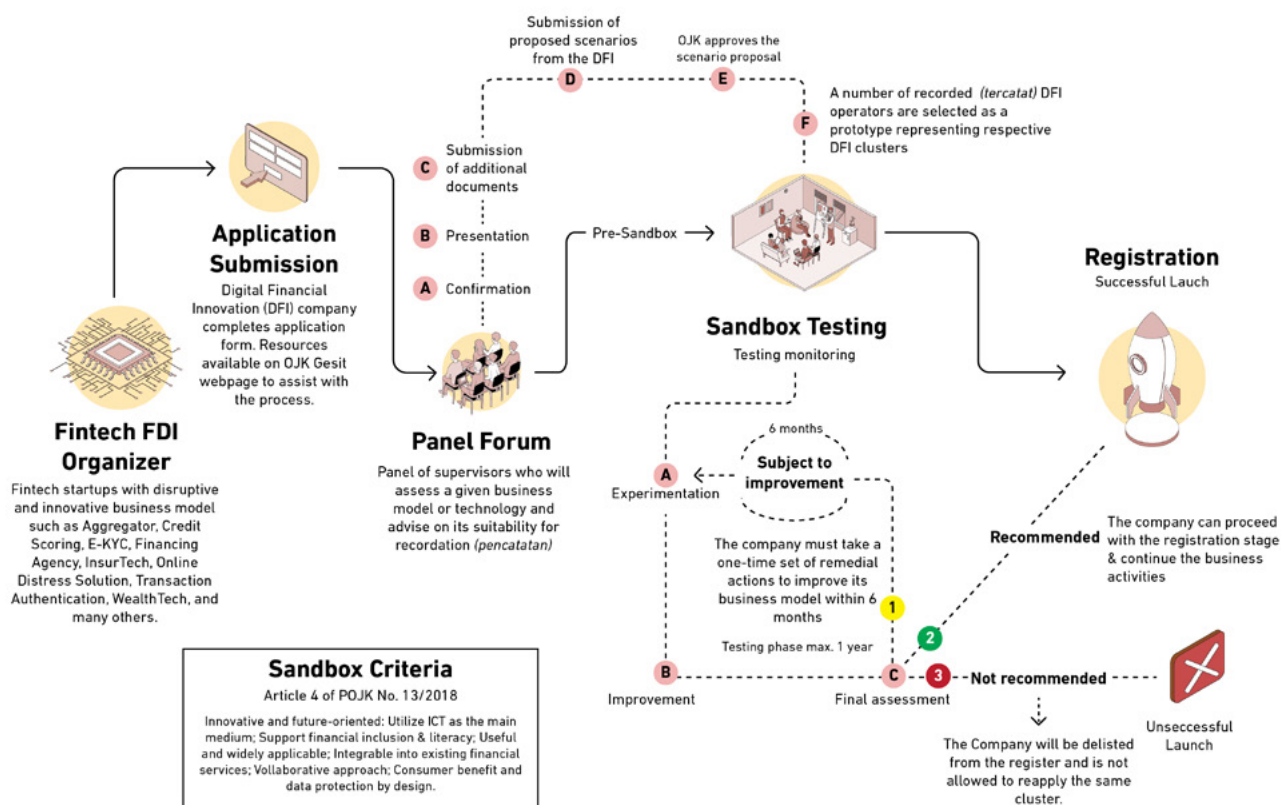 Submission of
proposed scenarios
from the DFI
D
OJK approves the
scenario proposal
E
F
A number of recorded (tercatat) DFI
operators are selected as a
prototype representing respective
DFI clusters
C
Submission
of additional
documents
B
Presentation
A
Confirmation
Pre-Sandbox
Application
Submission
Digital Financial
Innovation (DFI) company
completes application
form. Resources
available on OJK Gesit
webpage to assist with
the process.
Fintech FDI
Organizer
Fintech startups with disruptive
and innovative business model
such as Aggregator, Credit
Scoring, E-KYC, Financing
Agency, InsurTech, Online
Distress Solution, Transaction
Authentication, WealthTech, and
many others.
Panel Forum
Panel of supervisors who will
assess a given business
model or technology and
advise on its suitability for
recordation (pencatatan)
Sandbox Testing
Testing monitoring
Registration
Successful Lauch
A
Experimentation
6 months
Subject to
improvement
The company must take a
one-time set of remedial
actions to improve its
business model within 6
months
1
Testing phase max. 1 year
B
Improvement
C
Final assessment
2
Recommended
The company can proceed
with the registration stage
& continue the business
activities
3
Not recommended
Unseccessful
Launch
The Company will be delisted
from the register and is not
allowed to reapply the same
cluster.
Sandbox Criteria
Article 4 of POJK No. 13/2018
Innovative and future-oriented: Utilize ICT as the main
medium; Support financial inclusion & literacy; Useful
and widely applicable; Integrable into existing financial
services; Vollaborative approach; Consumer benefit and
data protection by design.